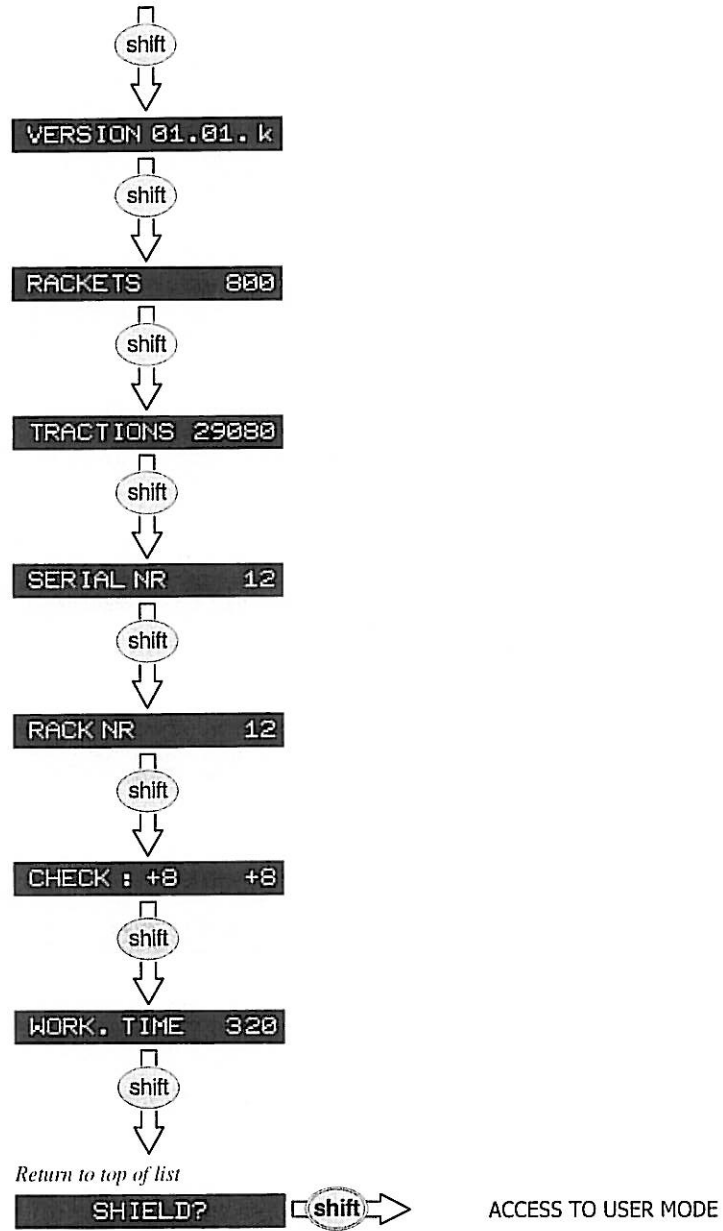 shift
VERSION 01.01.k
shift
RACKETS 800
shift
TRACTIONS 29080
shift
SERIAL NR 12
shift
RACK NR 12
shift
CHECK : +8 +8
shift
WORK. TIME 320
shift
Return to top of list
SHIELD? shift ACCESS TO USER MODE